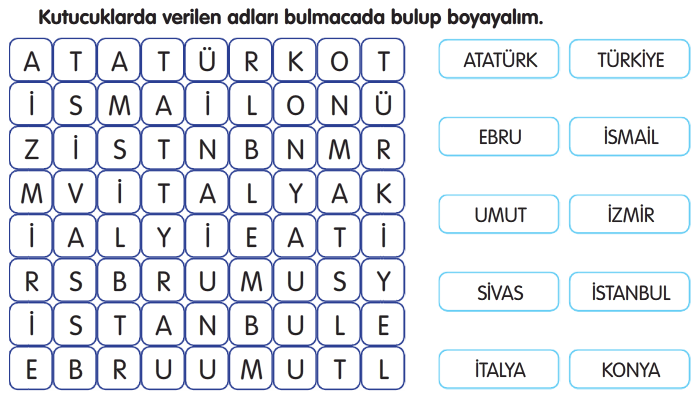 Kutucuklarda verilen adları bulmacada bulup boyayalım.
A T A T Ü R K O T
İ S M A İ L O N Ü
Z İ S T N B N M R
M V İ T A L Y A K
İ A L Y İ E A T İ
R S B R U M U S Y
İ S T A N B U L E
E B R U U M U T L
ATATÜRK TÜRKİYE
EBRU İSMAİL
UMUT İZMİR
SİVAS İSTANBUL
İTALYA KONYA